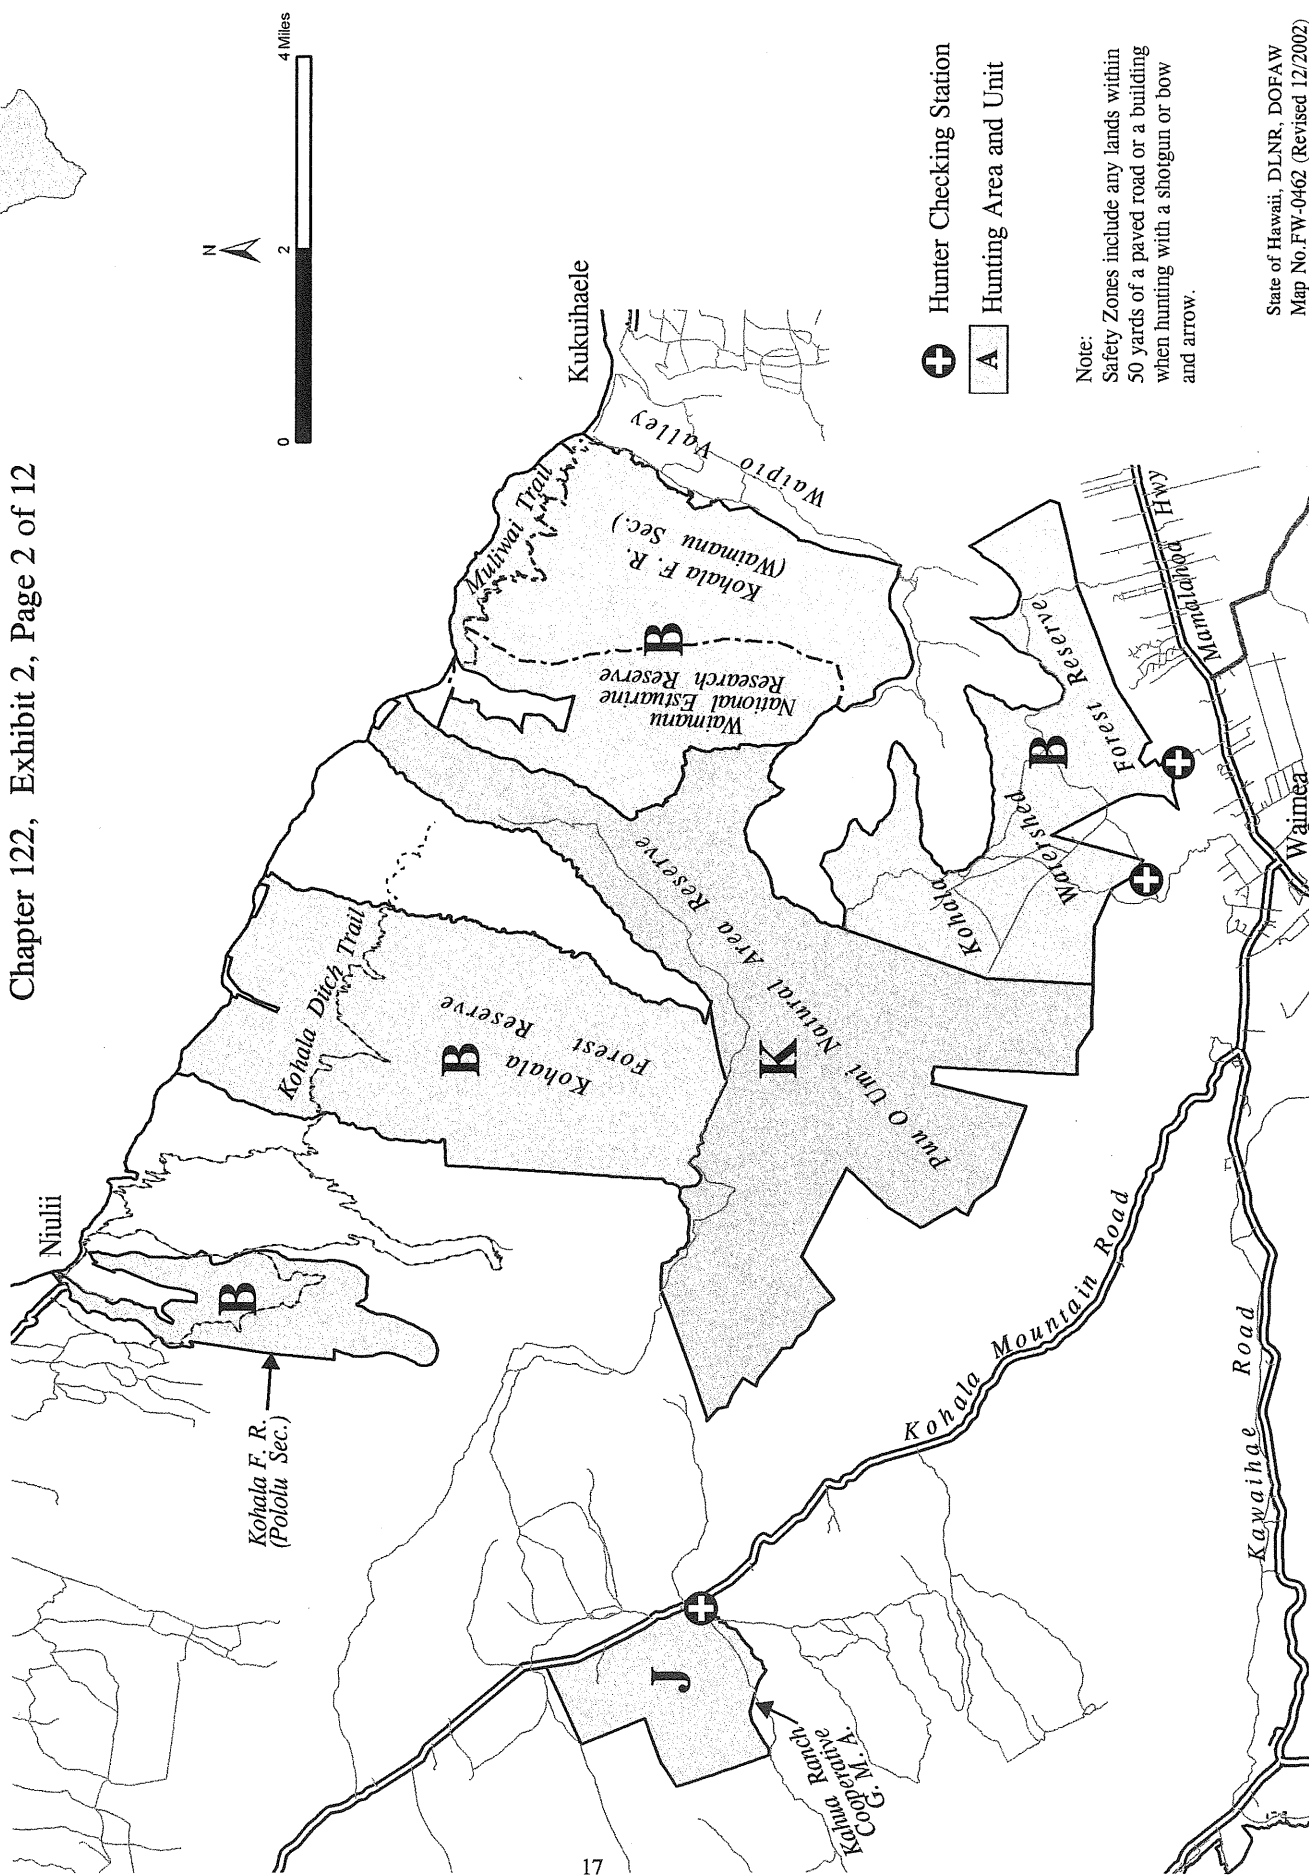 Chapter 122, Exhibit 2, Page 2 of 12
N
0
2
4 Miles
Niulii
Kohala F. R.
(Pololu Sec.)
B
Kohala Ditch Trail
B
Kohala
Forest Reserve
Muliwai Trail
Kukuihaele
Waipio Valley
Kohala F. R.
(Waimanu Sec.)
B
Waimanu
National Estuarine
Research Reserve
K
Puu O Umi Natural Area Reserve
Kohala
Watershed
Forest Reserve
B
J
Kahua Ranch
Cooperative
G. M. A.
Kohala Mountain Road
Kawaihae Road
Mamalahoa Hwy
Waimea
Hunter Checking Station
A
Hunting Area and Unit
Note:
Safety Zones include any lands within
50 yards of a paved road or a building
when hunting with a shotgun or bow
and arrow.
State of Hawaii, DLNR, DOFAW
Map No.FW-0462 (Revised 12/2002)
17